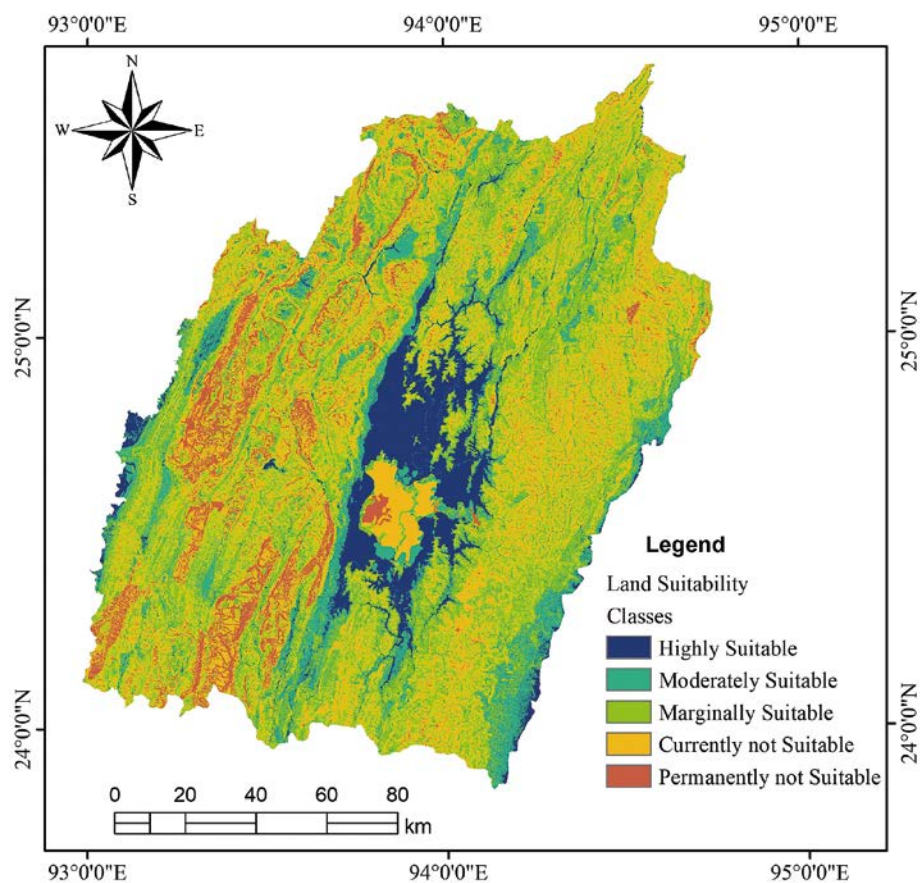 93°0'0"E 94°0'0"E 95°0'0"E
N
W E
S
25°0'0"N 25°0'0"N
24°0'0"N 24°0'0"N
Legend
Land Suitability
Classes
Highly Suitable
Moderately Suitable
Marginally Suitable
Currently not Suitable
Permanently not Suitable
0 20 40 60 80
km
93°0'0"E 94°0'0"E 95°0'0"E